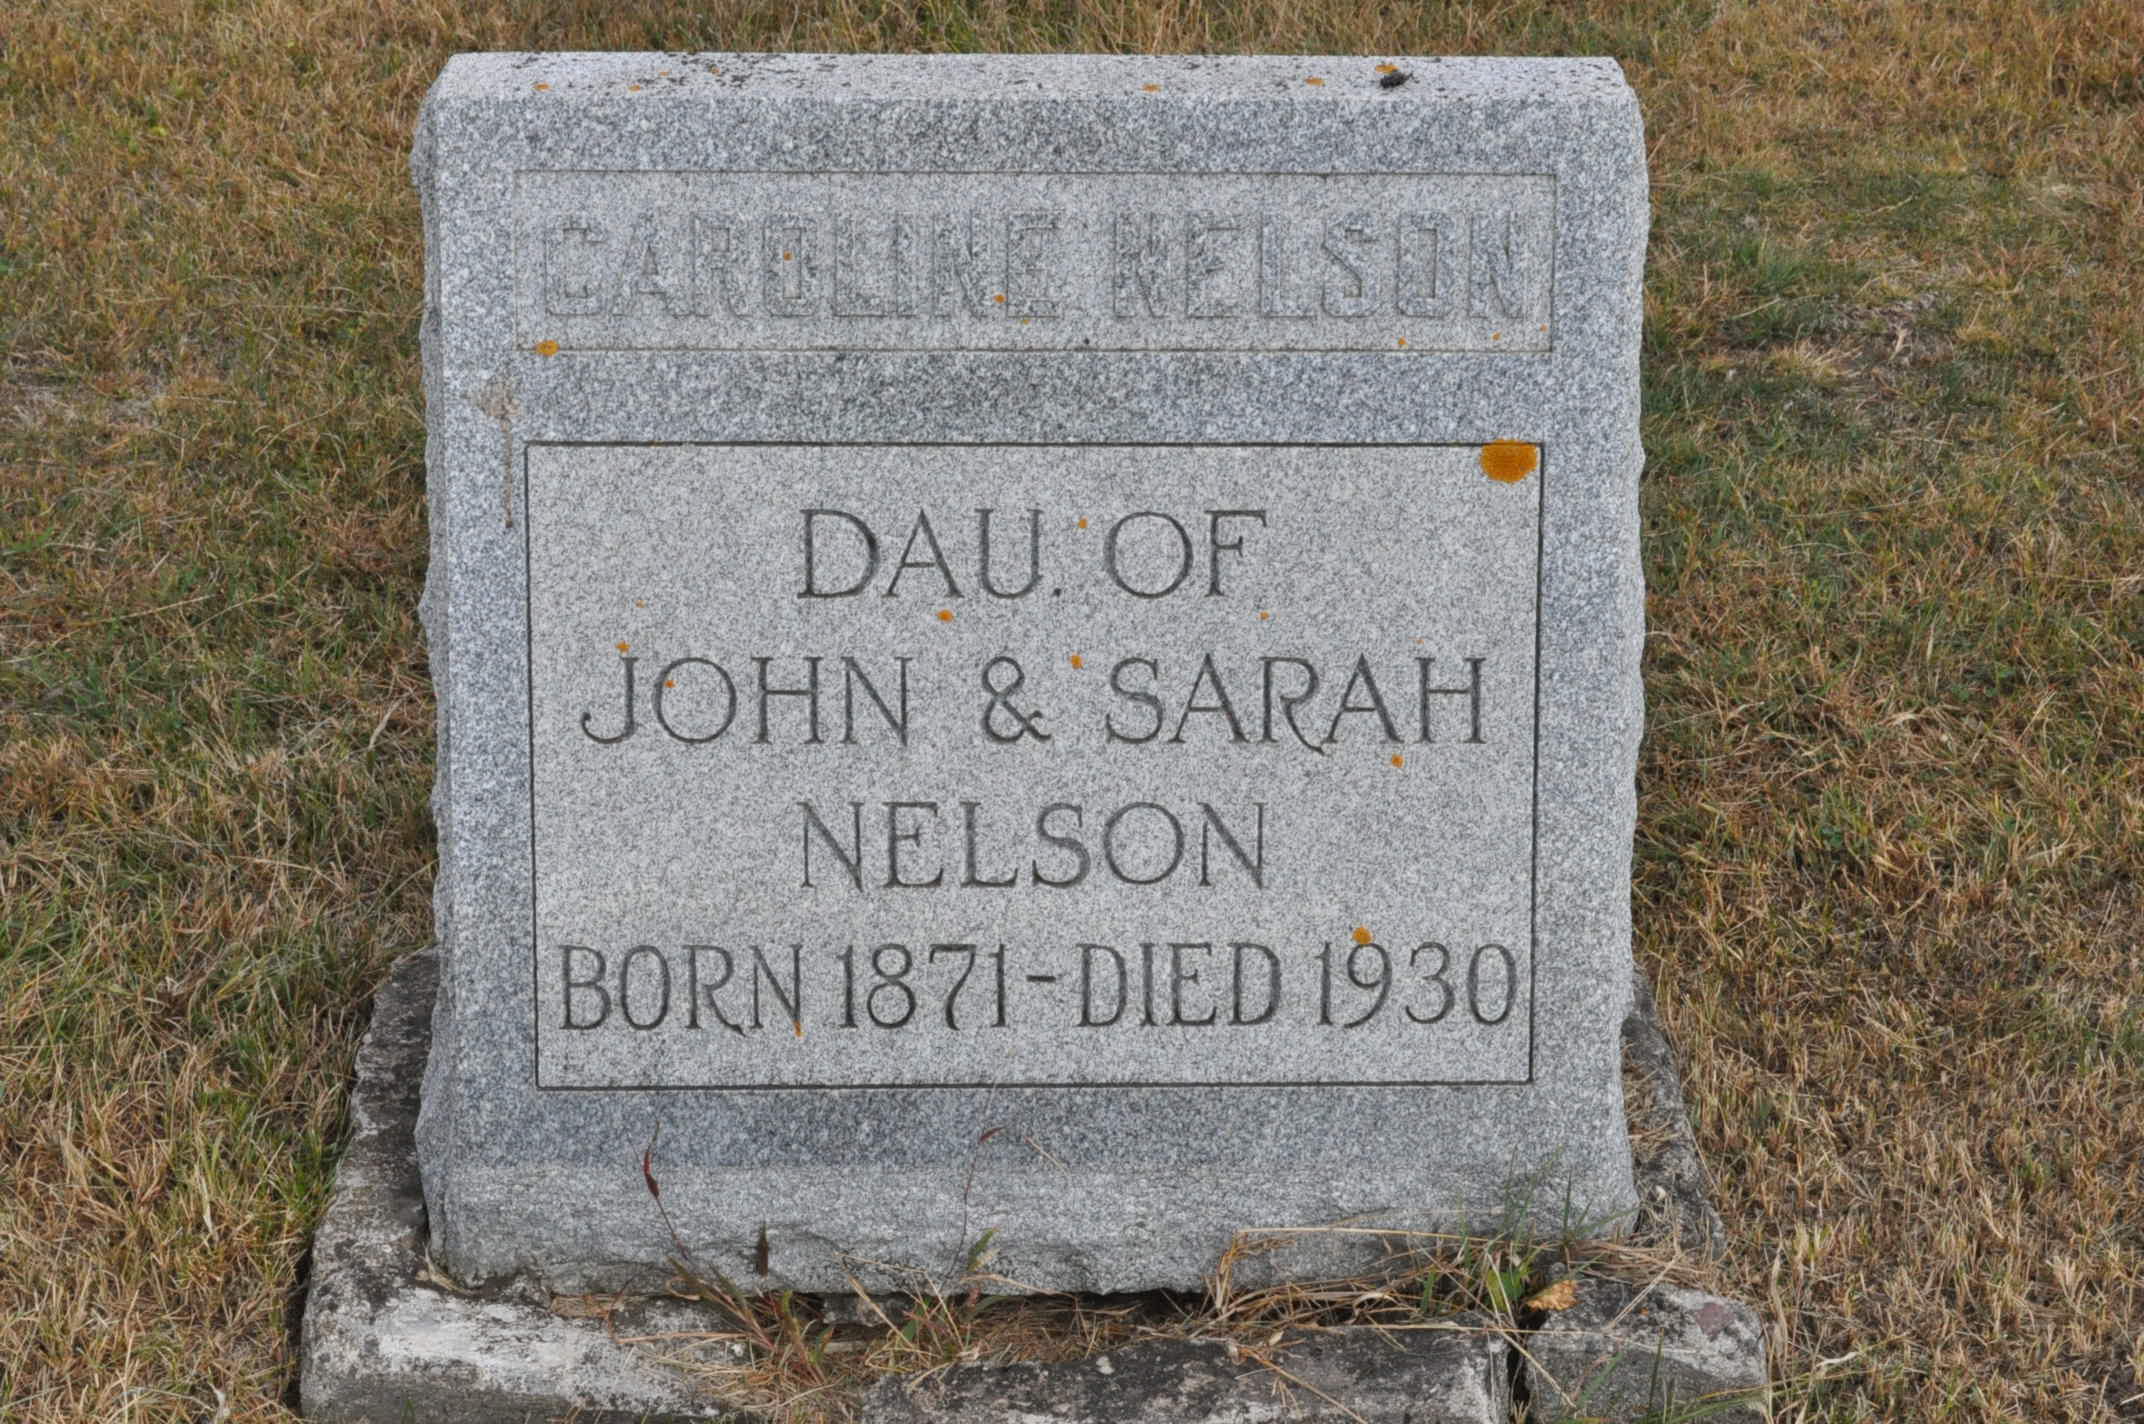 CAROLINE NELSON
DAU. OF
JOHN & SARAH
NELSON
BORN 1871-DIED 1930